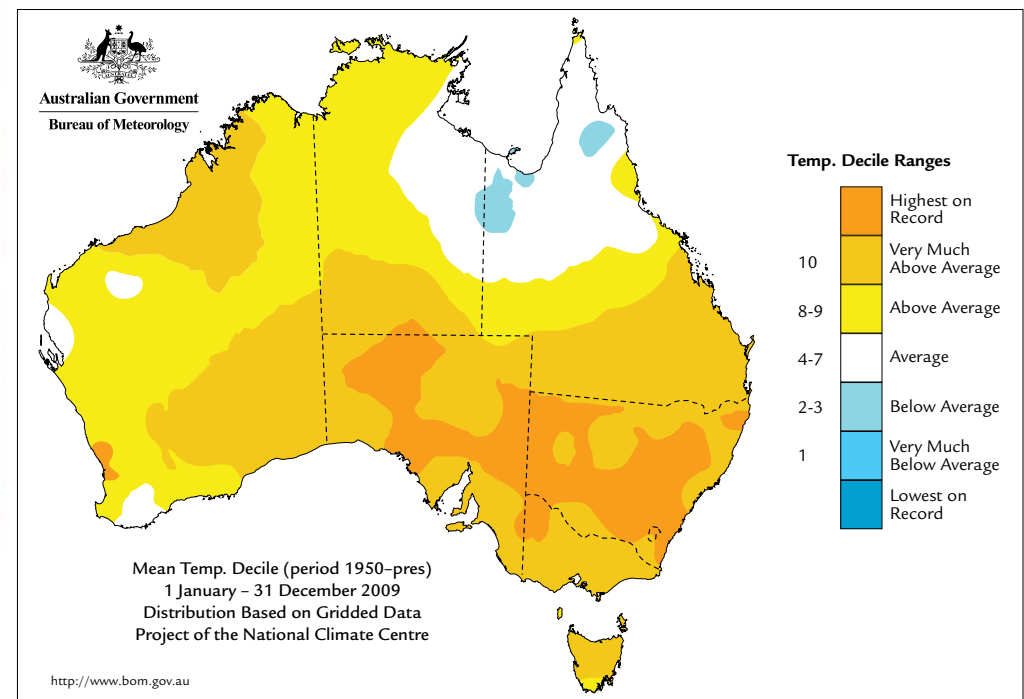 Australian Government
Bureau of Meteorology
Temp. Decile Ranges
Highest on
Record
10
Very Much
Above Average
8-9
Above Average
4-7
Average
2-3
Below Average
1
Very Much
Below Average
Lowest on
Record
Mean Temp. Decile (period 1950–pres)
1 January – 31 December 2009
Distribution Based on Gridded Data
Project of the National Climate Centre
http://www.bom.gov.au